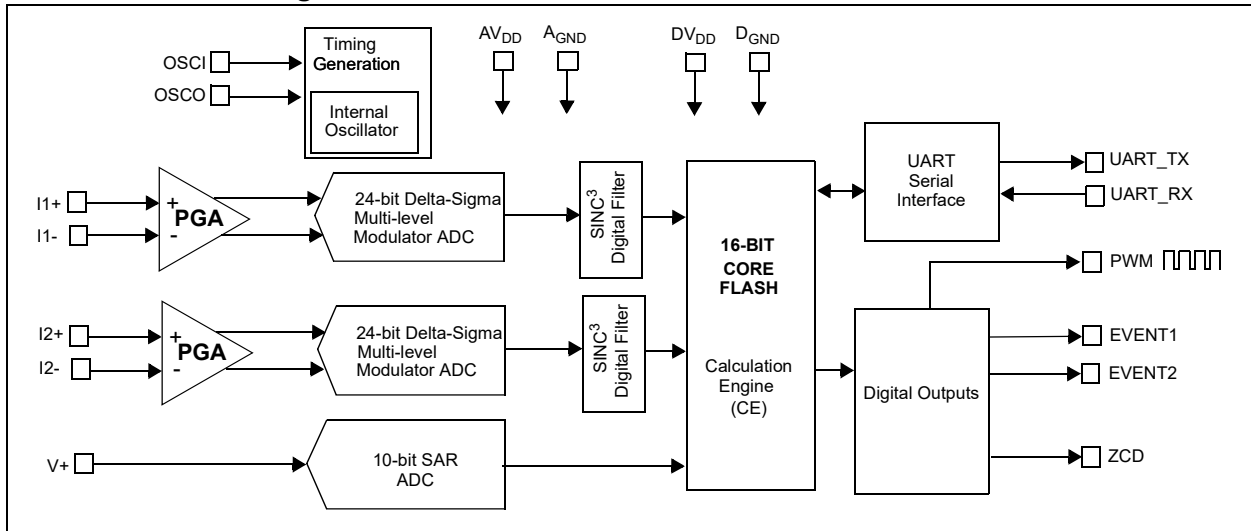 OSCI
OSCO
Timing
Generation
Internal
Oscillator
AVDD
AGND
DVDD
DGND
I1+
I1-
+
-
PGA
24-bit Delta-Sigma
Multi-level
Modulator ADC
SINC³
Digital Filter
I2+
I2-
+
-
PGA
24-bit Delta-Sigma
Multi-level
Modulator ADC
SINC³
Digital Filter
V+
10-bit SAR
ADC
16-BIT
CORE
FLASH
Calculation
Engine
(CE)
UART
Serial
Interface
UART_TX
UART_RX
Digital Outputs
PWM
EVENT1
EVENT2
ZCD